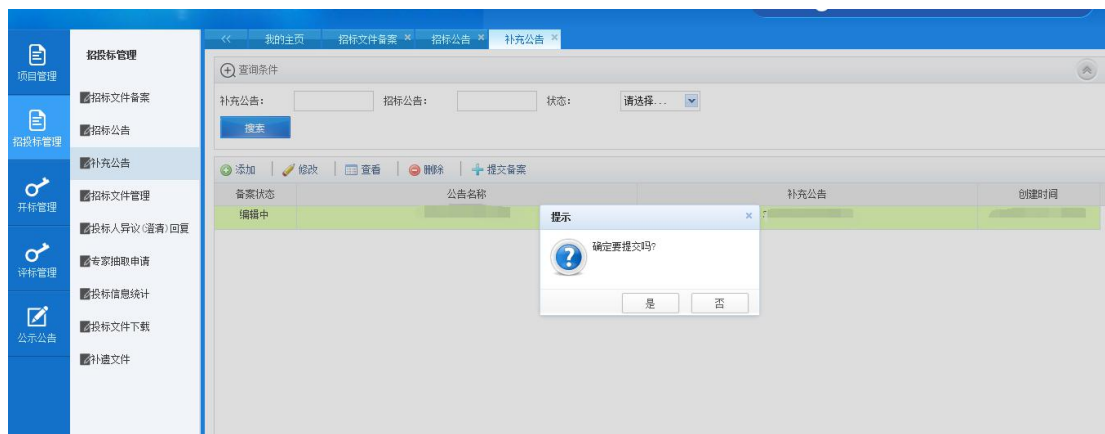 << 我的主页 招标文件备案 × 招标公告 × 补充公告 ×
项目管理
招投标管理
开标管理
评标管理
公示公告
招投标管理
招标文件备案
招标公告
补充公告
招标文件管理
投标人异议(澄清)回复
专家抽取申请
投标信息统计
投标文件下载
补遗文件
查询条件
补充公告: 招标公告: 状态: 请选择...
搜索
添加 修改 查看 删除 提交备案
备案状态 公告名称 补充公告 创建时间
编辑中
提示 ×
确定要提交吗?
是 否